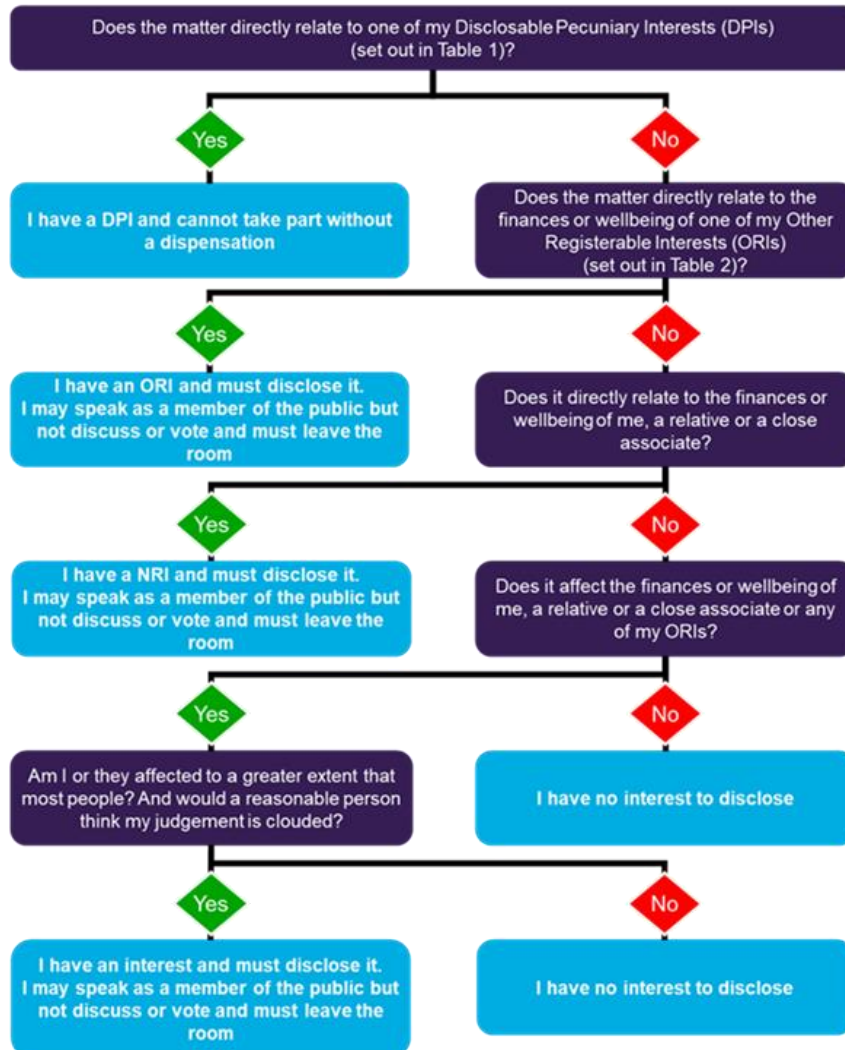 Does the matter directly relate to one of my Disclosable Pecuniary Interests (DPIs)
(set out in Table 1)?
Yes
No
I have a DPI and cannot take part without
a dispensation
Does the matter directly relate to the
finances or wellbeing of one of my Other
Registerable Interests (ORIs)
(set out in Table 2)?
Yes
No
I have an ORI and must disclose it.
I may speak as a member of the public but
not discuss or vote and must leave the
room
Does it directly relate to the finances or
wellbeing of me, a relative or a close
associate?
Yes
No
I have a NRI and must disclose it.
I may speak as a member of the public but
not discuss or vote and must leave the
room
Does it affect the finances or wellbeing of
me, a relative or a close associate or any
of my ORIs?
Yes
No
Am I or they affected to a greater extent that
most people? And would a reasonable person
think my judgement is clouded?
I have no interest to disclose
Yes
No
I have an interest and must disclose it.
I may speak as a member of the public but
not discuss or vote and must leave the
room
I have no interest to disclose